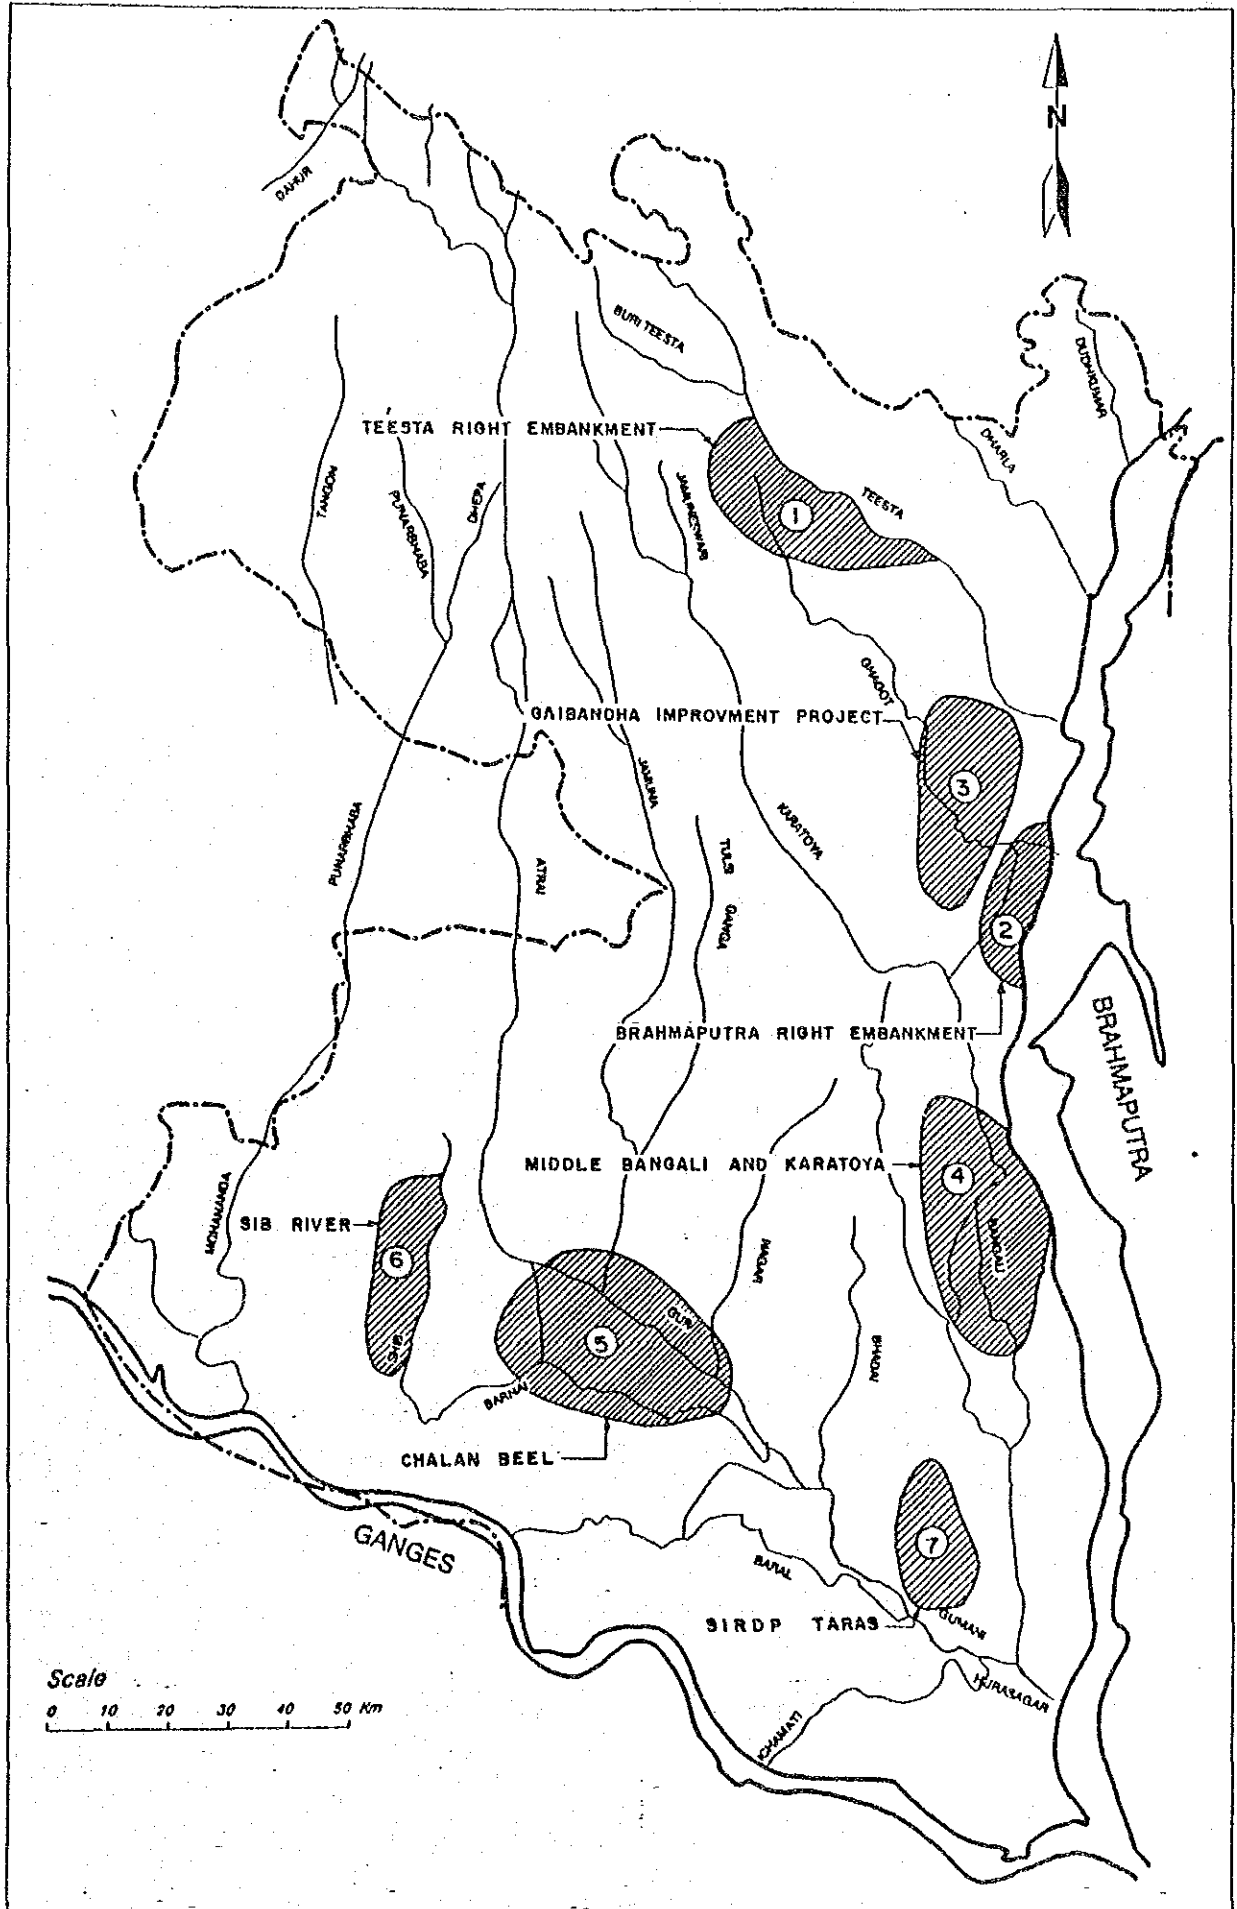 N
DAHUR
BURI TEESTA
DUDHKUMAR
DHARLA
TEESTA RIGHT EMBANKMENT
TANGON
PUNARBHABA
DHEPA
JAMUNESWARI
TEESTA
1
GHAGOT
GAIBANDHA IMPROVMENT PROJECT
3
JAMUNA
KARATOYA
PUNARBHABA
ATRAI
TULSI GANGA
2
BRAHMAPUTRA RIGHT EMBANKMENT
BRAHMAPUTRA
MIDDLE BANGALI AND KARATOYA
4
MOHANANDA
SIB RIVER
6
NAGAR
BANGALI
GUR
5
SHIB
BHADAI
BARNAI
CHALAN BEEL
GANGES
7
BARAL
SIRDP TARAS
GUMANI
HURASAGAR
ICHAMATI
Scale
0 10 20 30 40 50 Km